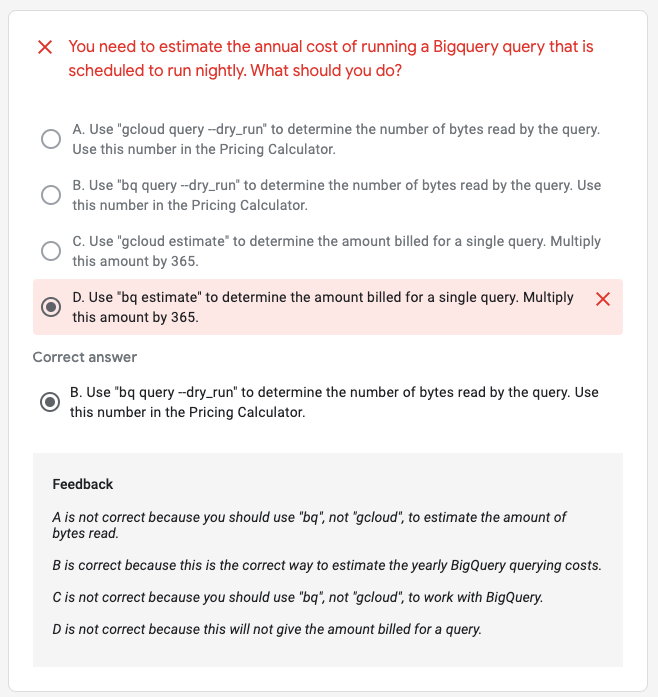 You need to estimate the annual cost of running a Bigquery query that is
scheduled to run nightly. What should you do?
A. Use "gcloud query --dry_run" to determine the number of bytes read by the query.
Use this number in the Pricing Calculator.
B. Use "bq query --dry_run" to determine the number of bytes read by the query. Use
this number in the Pricing Calculator.
C. Use "gcloud estimate" to determine the amount billed for a single query. Multiply
this amount by 365.
D. Use "bq estimate" to determine the amount billed for a single query. Multiply
this amount by 365.
Correct answer
B. Use "bq query --dry_run" to determine the number of bytes read by the query. Use
this number in the Pricing Calculator.
Feedback
A is not correct because you should use "bq", not "gcloud", to estimate the amount of
bytes read.
B is correct because this is the correct way to estimate the yearly BigQuery querying costs.
C is not correct because you should use "bq", not "gcloud", to work with BigQuery.
D is not correct because this will not give the amount billed for a query.